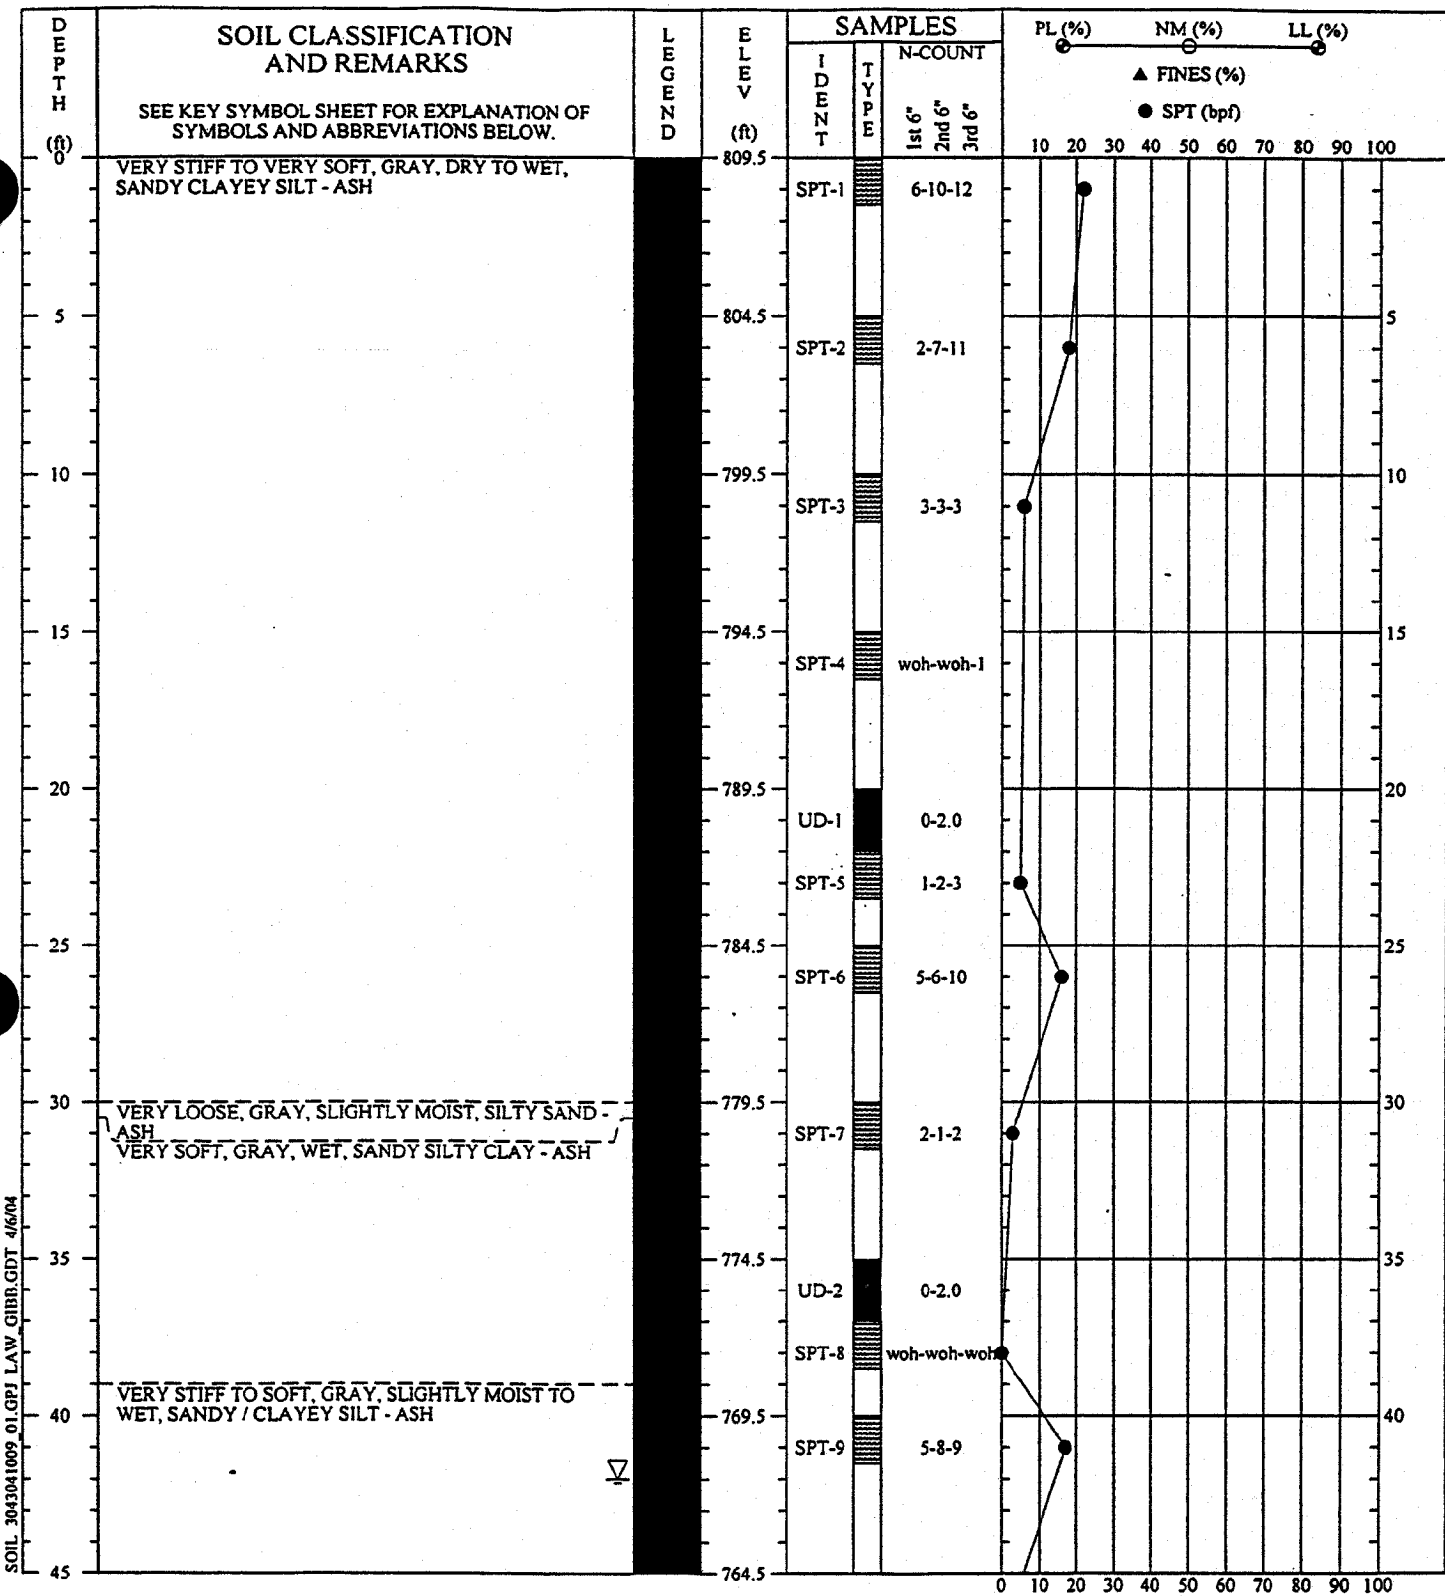 DEPTH (ft)
SOIL CLASSIFICATION
AND REMARKS
SEE KEY SYMBOL SHEET FOR EXPLANATION OF
SYMBOLS AND ABBREVIATIONS BELOW.
LEGEND
ELEV (ft)
SAMPLES
IDENT
TYPE
N-COUNT
1st 6"
2nd 6"
3rd 6"
PL (%) NM (%) LL (%)
▲ FINES (%)
● SPT (bpf)
10 20 30 40 50 60 70 80 90 100
0 809.5
VERY STIFF TO VERY SOFT, GRAY, DRY TO WET,
SANDY CLAYEY SILT - ASH
SPT-1 6-10-12
5 804.5 5
SPT-2 2-7-11
10 799.5 10
SPT-3 3-3-3
15 794.5 15
SPT-4 woh-woh-1
20 789.5 20
UD-1 0-2.0
SPT-5 1-2-3
25 784.5 25
SPT-6 5-6-10
30 779.5 30
VERY LOOSE, GRAY, SLIGHTLY MOIST, SILTY SAND -
ASH
SPT-7 2-1-2
VERY SOFT, GRAY, WET, SANDY SILTY CLAY - ASH
35 774.5 35
UD-2 0-2.0
SPT-8 woh-woh-woh
VERY STIFF TO SOFT, GRAY, SLIGHTLY MOIST TO
WET, SANDY / CLAYEY SILT - ASH
40 769.5 40
SPT-9 5-8-9
45 764.5
0 10 20 30 40 50 60 70 80 90 100
SOIL 3043041009_01.GPJ LAW_GIBB.GDT 4/6/04